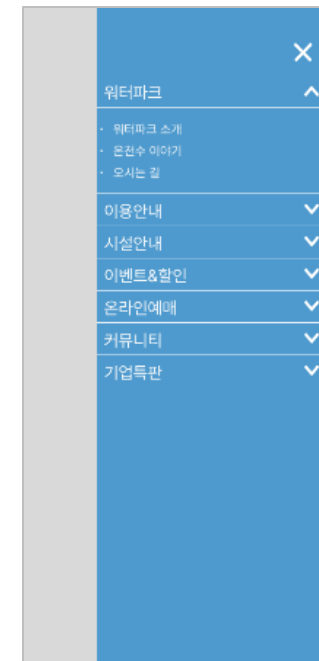 워터파크
· 워터파크 소개
· 온천수 이야기
· 오시는 길
이용안내
시설안내
이벤트&할인
온라인예매
커뮤니티
기업특판